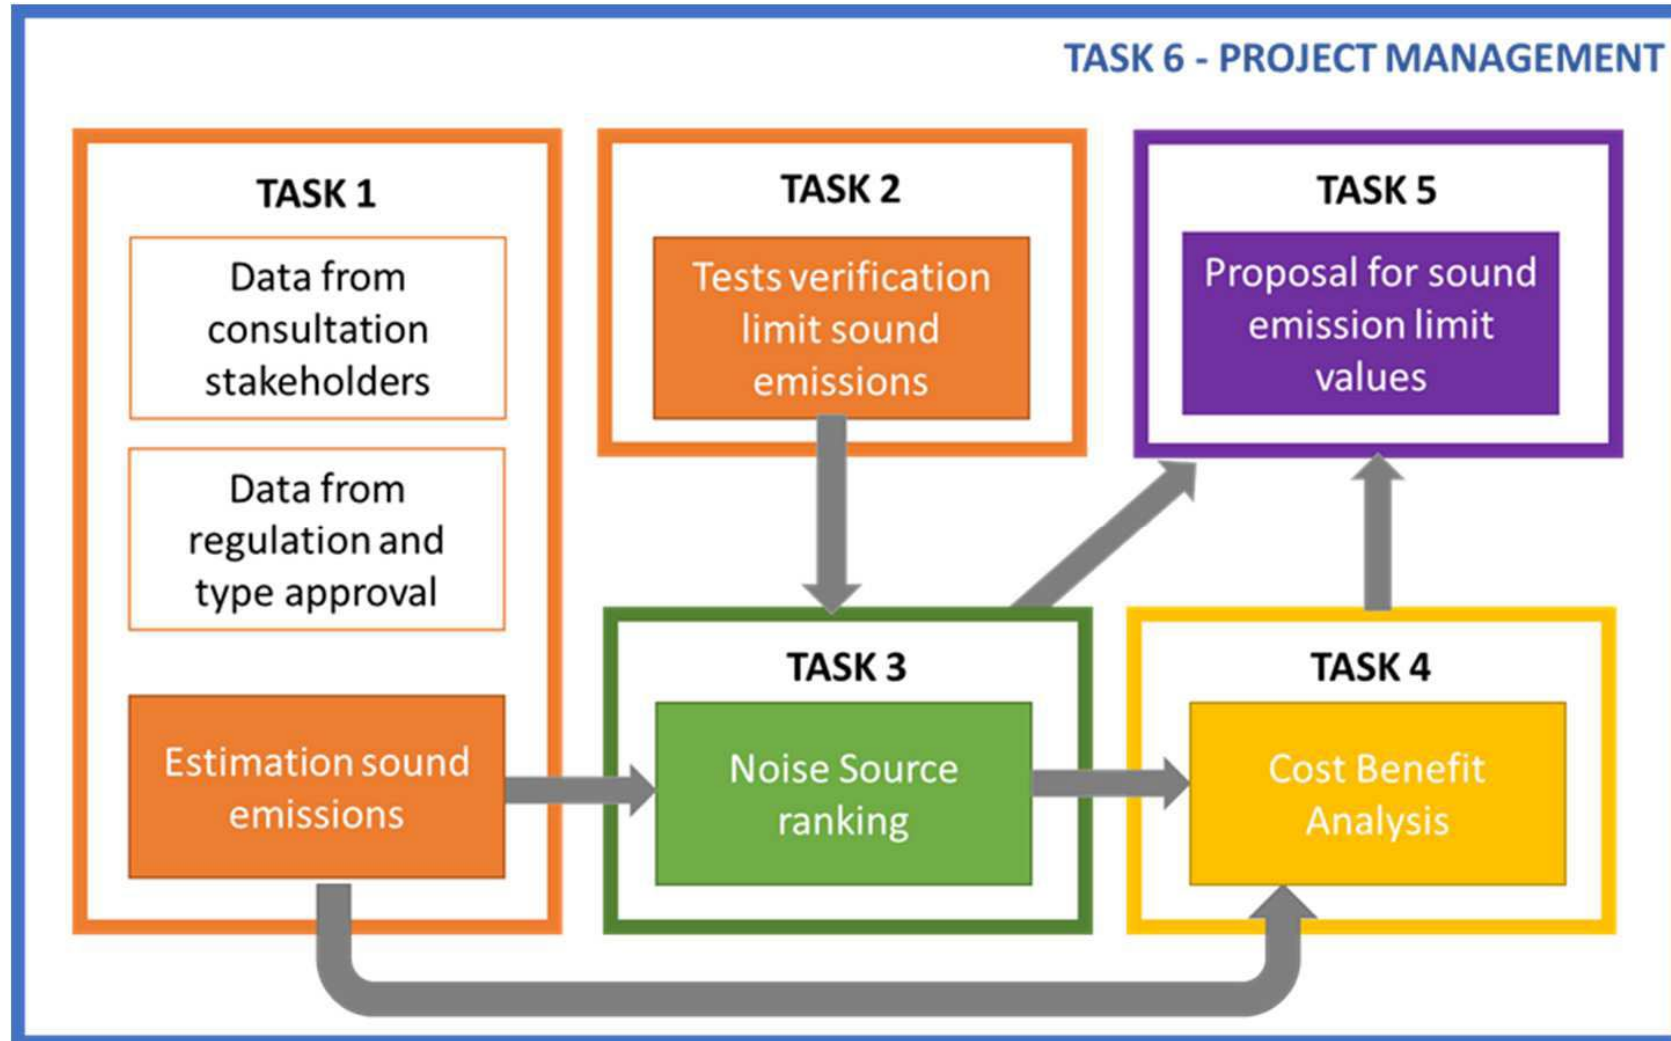 TASK 6 - PROJECT MANAGEMENT
TASK 1
Data from
consultation
stakeholders
Data from
regulation and
type approval
Estimation sound
emissions
TASK 2
Tests verification
limit sound
emissions
TASK 3
Noise Source
ranking
TASK 4
Cost Benefit
Analysis
TASK 5
Proposal for sound
emission limit
values